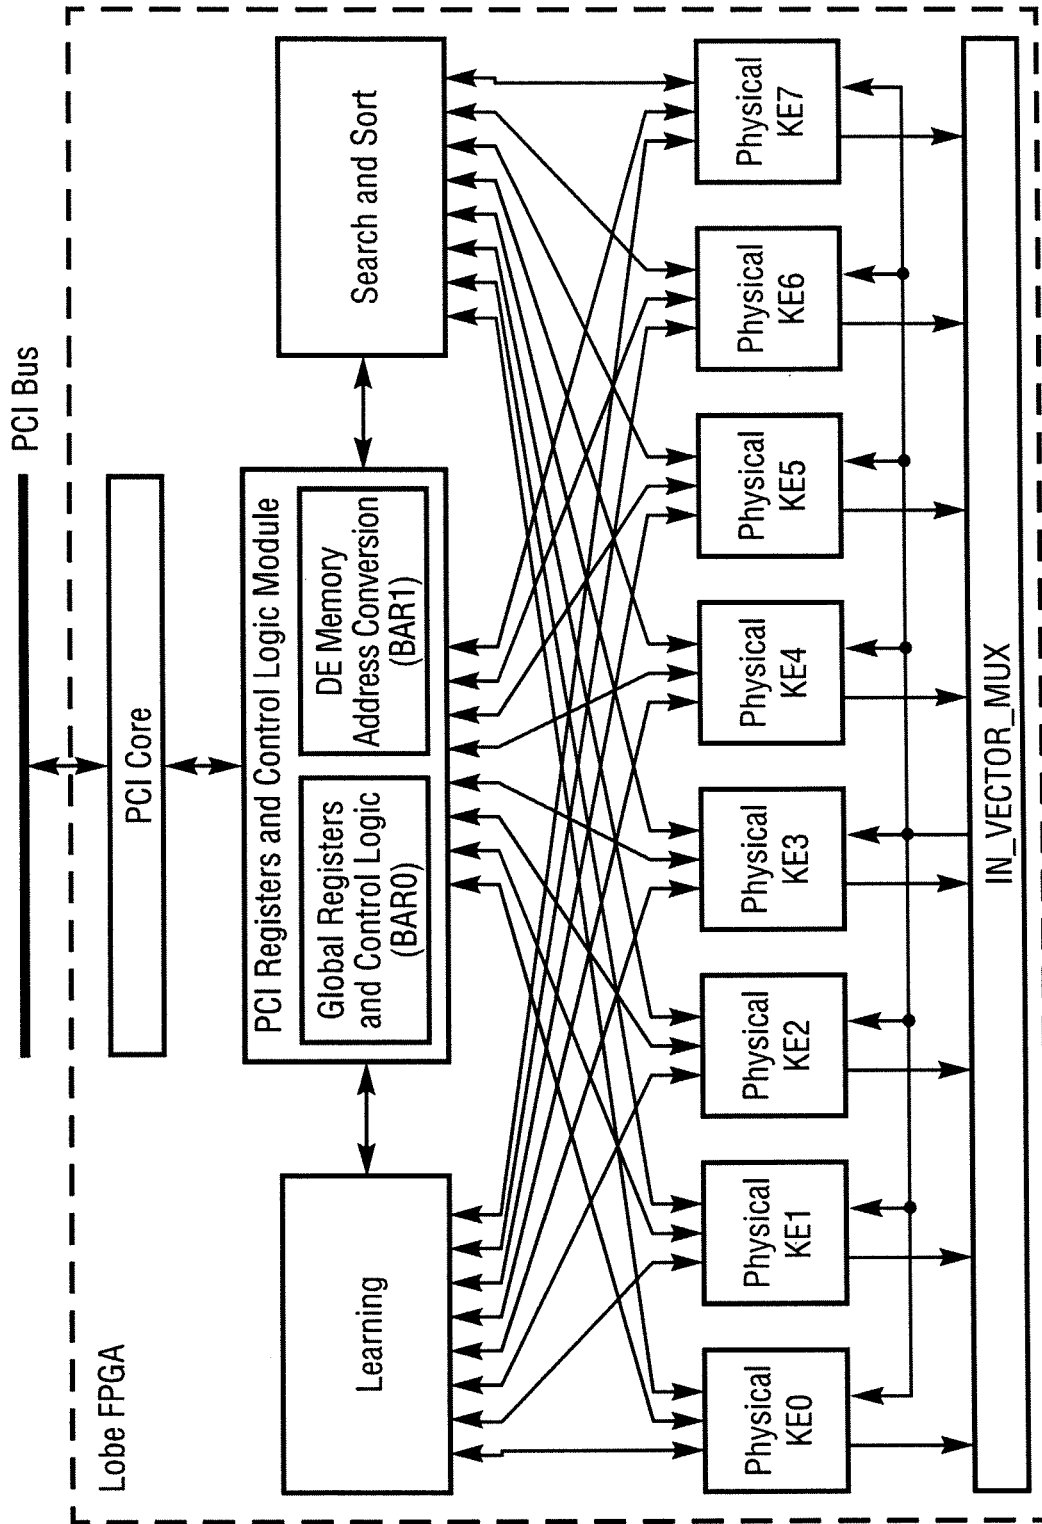 PCI Bus
Lobe FPGA
PCI Core
PCI Registers and Control Logic Module
Global Registers
and Control Logic
(BAR0)
DE Memory
Address Conversion
(BAR1)
Learning
Search and Sort
Physical
KE0
Physical
KE1
Physical
KE2
Physical
KE3
Physical
KE4
Physical
KE5
Physical
KE6
Physical
KE7
IN_VECTOR_MUX